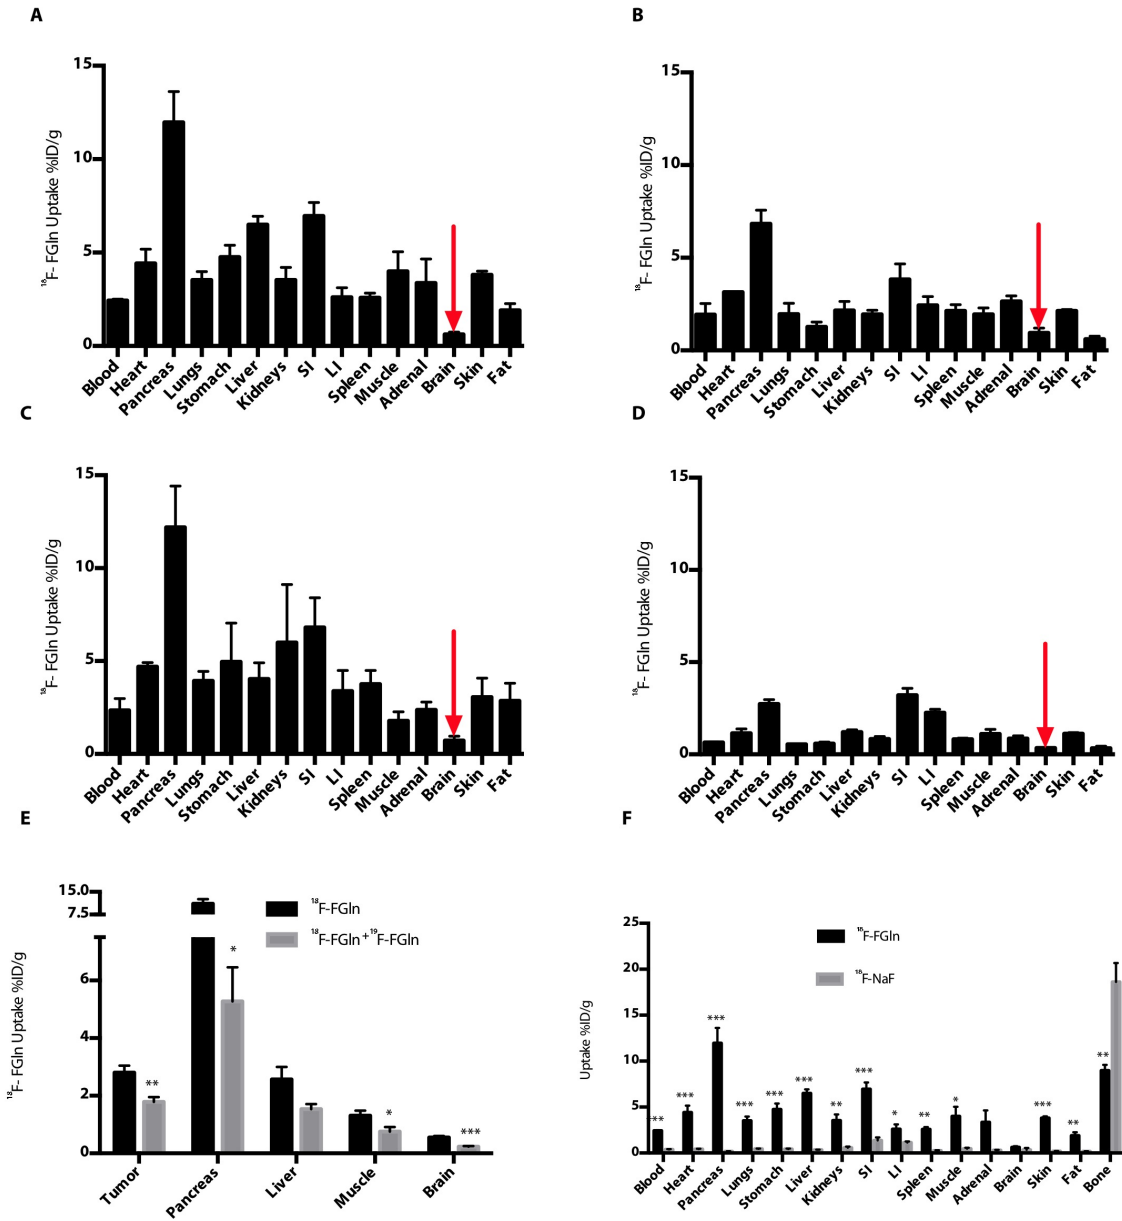 A
15
10
5
0
¹⁸F- FGln Uptake %ID/g
Blood
Heart
Pancreas
Lungs
Stomach
Liver
Kidneys
SI
LI
Spleen
Muscle
Adrenal
Brain
Skin
Fat
B
15
10
5
0
¹⁸F- FGln Uptake %ID/g
Blood
Heart
Pancreas
Lungs
Stomach
Liver
Kidneys
SI
LI
Spleen
Muscle
Adrenal
Brain
Skin
Fat
C
15
10
5
0
¹⁸F- FGln Uptake %ID/g
Blood
Heart
Pancreas
Lungs
Stomach
Liver
Kidneys
SI
LI
Spleen
Muscle
Adrenal
Brain
Skin
Fat
D
15
10
5
0
¹⁸F- FGln Uptake %ID/g
Blood
Heart
Pancreas
Lungs
Stomach
Liver
Kidneys
SI
LI
Spleen
Muscle
Adrenal
Brain
Skin
Fat
E
15.0
7.5
6
4
2
0
¹⁸F- FGln Uptake %ID/g
¹⁸F-FGln
¹⁸F-FGln + ¹⁹F-FGln
**
*
*
***
Tumor
Pancreas
Liver
Muscle
Brain
F
25
20
15
10
5
0
Uptake %ID/g
¹⁸F-FGln
¹⁸F-NaF
***
***
***
***
***
***
**
***
*
**
*
***
**
**
Blood
Heart
Pancreas
Lungs
Stomach
Liver
Kidneys
SI
LI
Spleen
Muscle
Adrenal
Brain
Skin
Fat
Bone